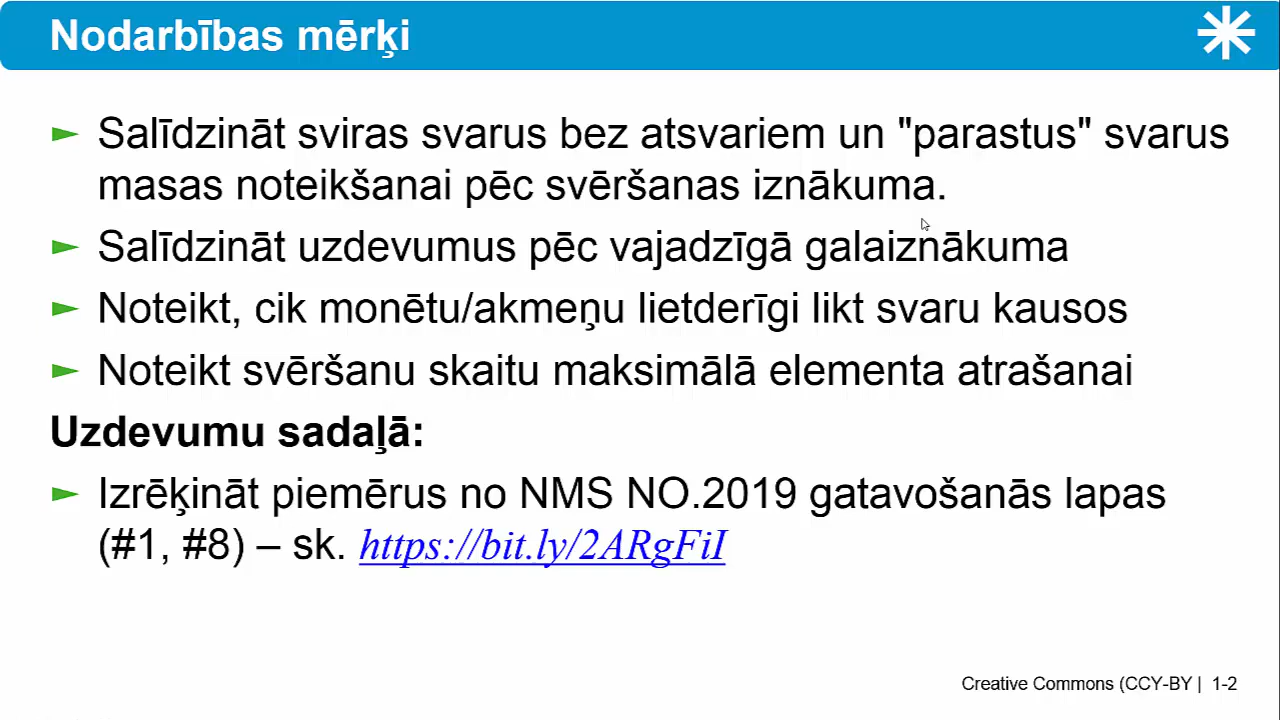 Nodarbības mērķi
Salīdzināt sviras svarus bez atsvariem un "parastus" svarus
masas noteikšanai pēc svēršanas iznākuma.
Salīdzināt uzdevumus pēc vajadzīgā galaiznākuma
Noteikt, cik monētu/akmeņu lietderīgi likt svaru kausos
Noteikt svēršanu skaitu maksimālā elementa atrašanai
Uzdevumu sadaļā:
Izrēķināt piemērus no NMS NO.2019 gatavošanās lapas
(#1, #8) – sk. https://bit.ly/2ARgFiI
Creative Commons (CCY-BY | 1-2